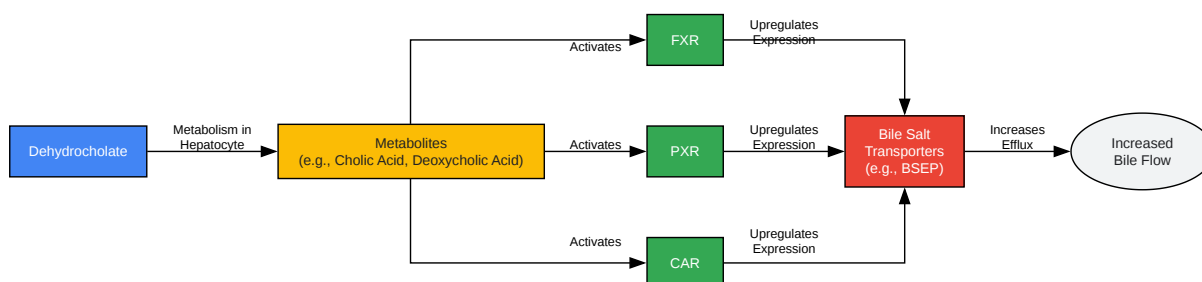 Upregulates
Expression
FXR
Activates
Dehydrocholate
Metabolism in
Hepatocyte
Metabolites
(e.g., Cholic Acid, Deoxycholic Acid)
Activates
PXR
Upregulates
Expression
Bile Salt
Transporters
(e.g., BSEP)
Increases
Efflux
Increased
Bile Flow
Activates
CAR
Upregulates
Expression